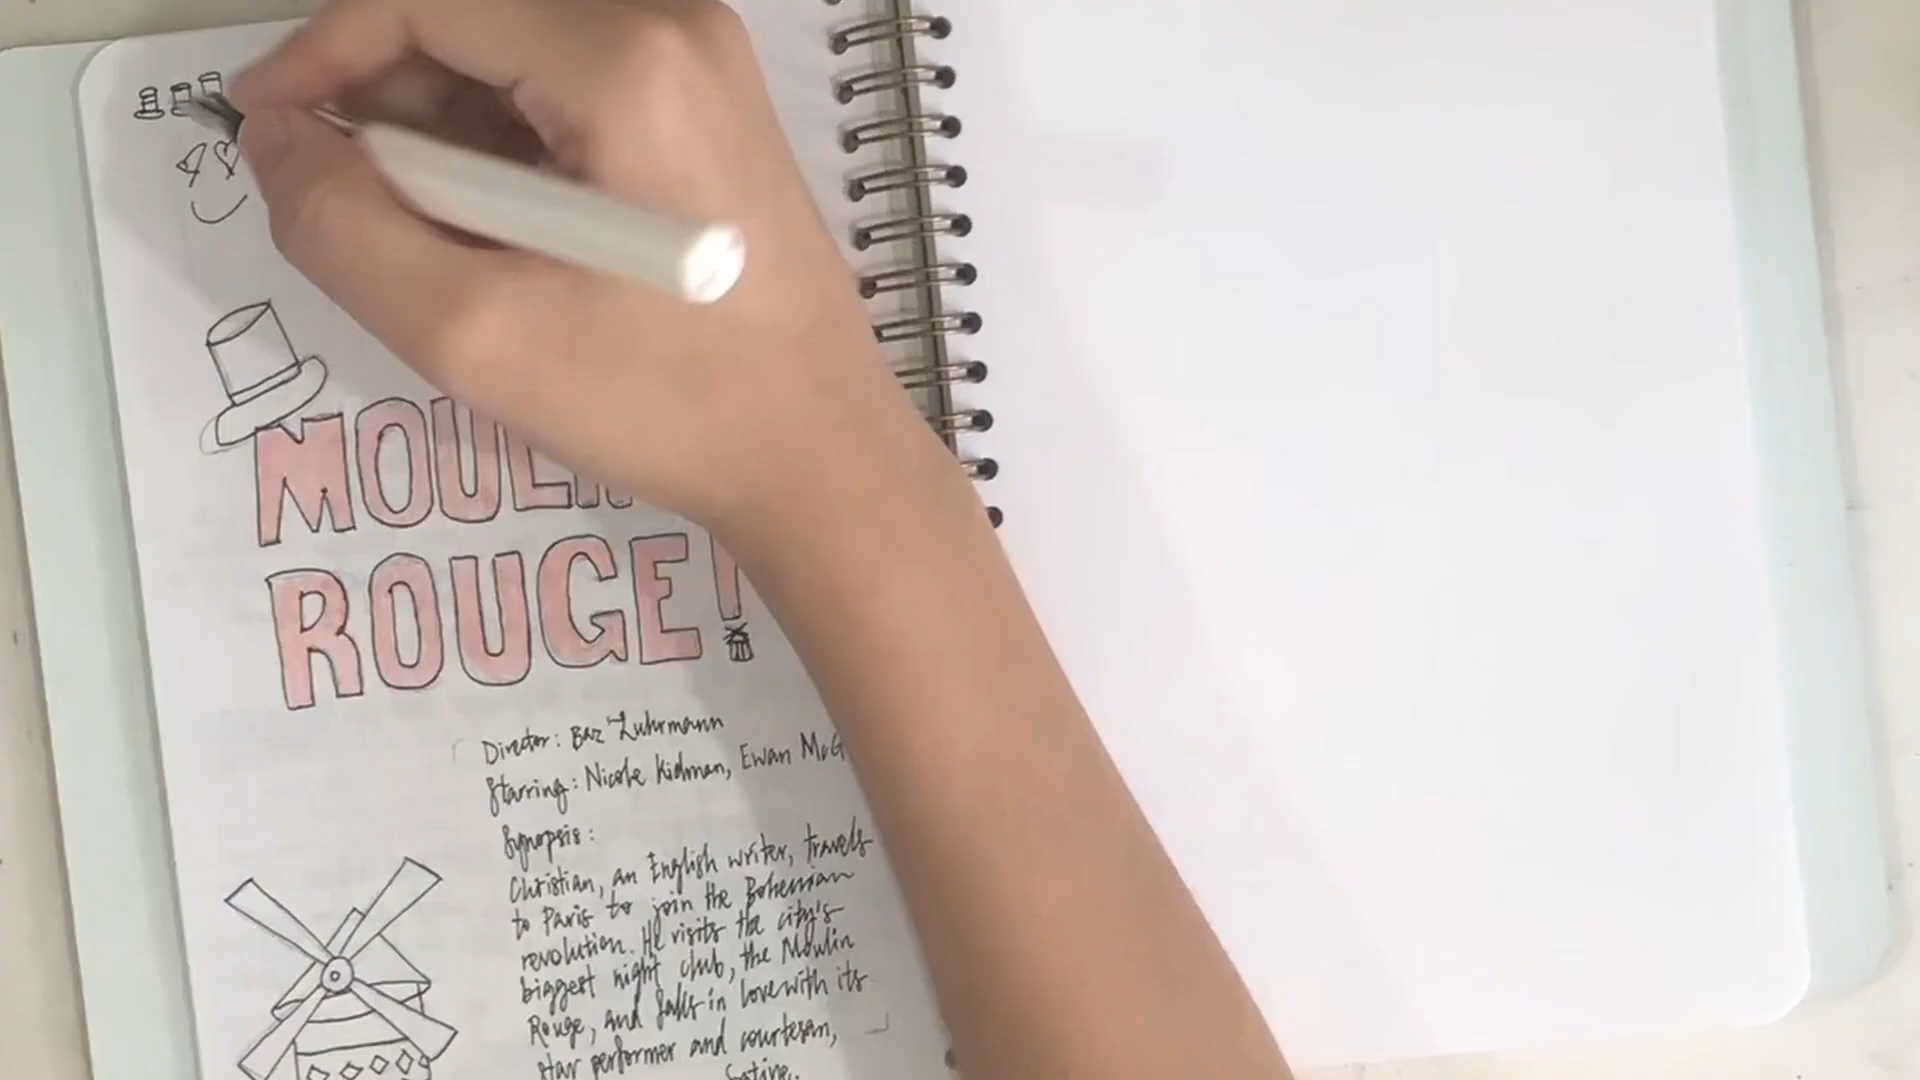 MOULIN
ROUGE!
Director: Baz Luhrmann
Starring: Nicole Kidman, Ewan McG
Synopsis:
Christian, an English writer, travels
to Paris to join the Bohemian
revolution. He visits the city's
biggest night club, the Moulin
Rouge, and falls in love with its
star performer and courtesan,
Satine.